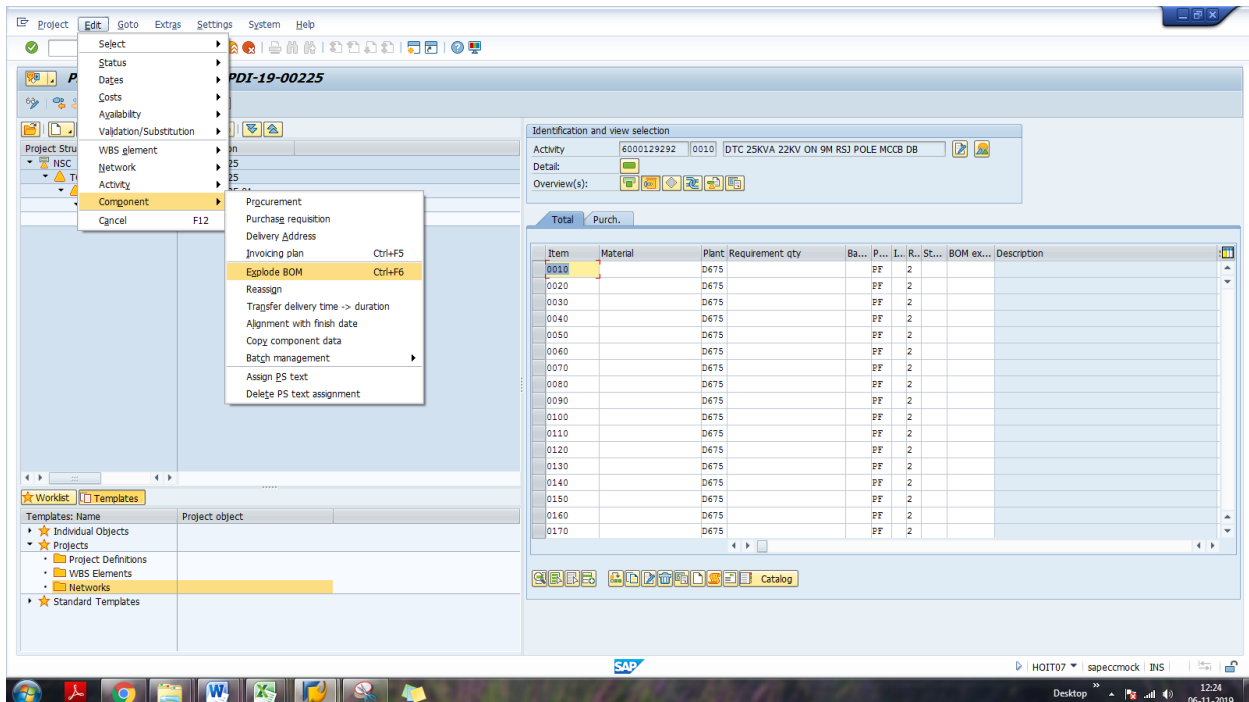 Project Edit Goto Extras Settings System Help
Select
Status
Dates
Costs
Availability
Validation/Substitution
WBS element
Network
Activity
Component
Cancel F12
PDI-19-00225
Project Stru
NSC
Procurement
Purchase requisition
Delivery Address
Invoicing plan Ctrl+F5
Explode BOM Ctrl+F6
Reassign
Transfer delivery time -> duration
Alignment with finish date
Copy component data
Batch management
Assign PS text
Delete PS text assignment
Identification and view selection
Activity 6000129292 0010 DTC 25KVA 22KV ON 9M RSJ POLE MCCB DB
Detail:
Overview(s):
Total Purch.
Item Material Plant Requirement qty Ba... P... I... R.. St... BOM ex... Description
0010 D675 PF 2
0020 D675 PF 2
0030 D675 PF 2
0040 D675 PF 2
0050 D675 PF 2
0060 D675 PF 2
0070 D675 PF 2
0080 D675 PF 2
0090 D675 PF 2
0100 D675 PF 2
0110 D675 PF 2
0120 D675 PF 2
0130 D675 PF 2
0140 D675 PF 2
0150 D675 PF 2
0160 D675 PF 2
0170 D675 PF 2
Catalog
Worklist Templates
Templates: Name Project object
Individual Objects
Projects
Project Definitions
WBS Elements
Networks
Standard Templates
SAP
HOIT07 sapeccmock INS
Desktop
12:24
06-11-2019